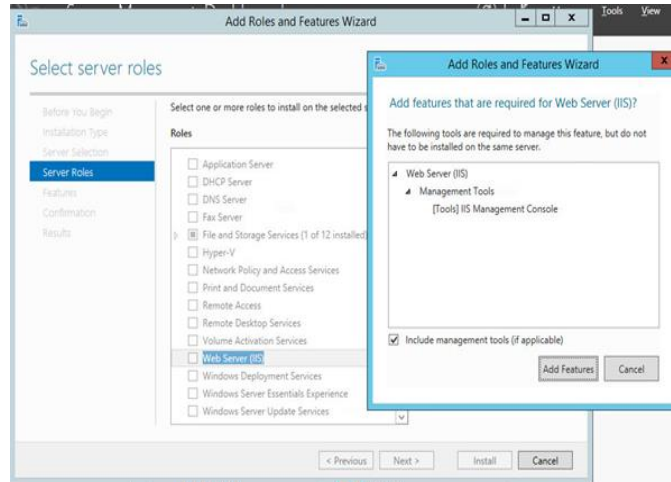 Add Roles and Features Wizard
Tools View
Select server roles
Before You Begin
Installation Type
Server Selection
Server Roles
Features
Confirmation
Results
Select one or more roles to install on the selected s
Roles
Application Server
DHCP Server
DNS Server
Fax Server
File and Storage Services (1 of 12 installed)
Hyper-V
Network Policy and Access Services
Print and Document Services
Remote Access
Remote Desktop Services
Volume Activation Services
Web Server (IIS)
Windows Deployment Services
Windows Server Essentials Experience
Windows Server Update Services
< Previous
Next >
Install
Cancel
Add Roles and Features Wizard
x
Add features that are required for Web Server (IIS)?
The following tools are required to manage this feature, but do not
have to be installed on the same server.
Web Server (IIS)
Management Tools
[Tools] IIS Management Console
Include management tools (if applicable)
Add Features
Cancel